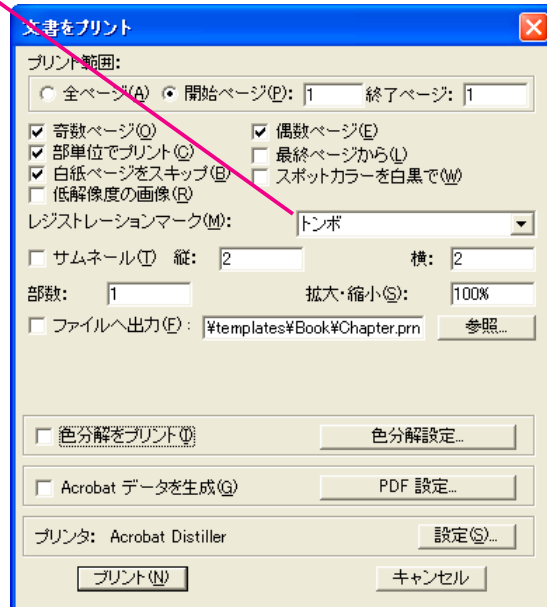 文書をプリント
プリント範囲:
全ページ(A) 開始ページ(P): 1 終了ページ: 1
奇数ページ(O) 偶数ページ(E)
部単位でプリント(C) 最終ページから(L)
白紙ページをスキップ(B) スポットカラーを白黒で(W)
低解像度の画像(R)
レジストレーションマーク(M): トンボ
サムネール(T) 縦: 2 横: 2
部数: 1 拡大・縮小(S): 100%
ファイルへ出力(F): ¥templates¥Book¥Chapter.prn 参照...
色分解をプリント(I) 色分解設定...
Acrobat データを生成(G) PDF 設定...
プリンタ: Acrobat Distiller 設定(S)...
プリント(N) キャンセル